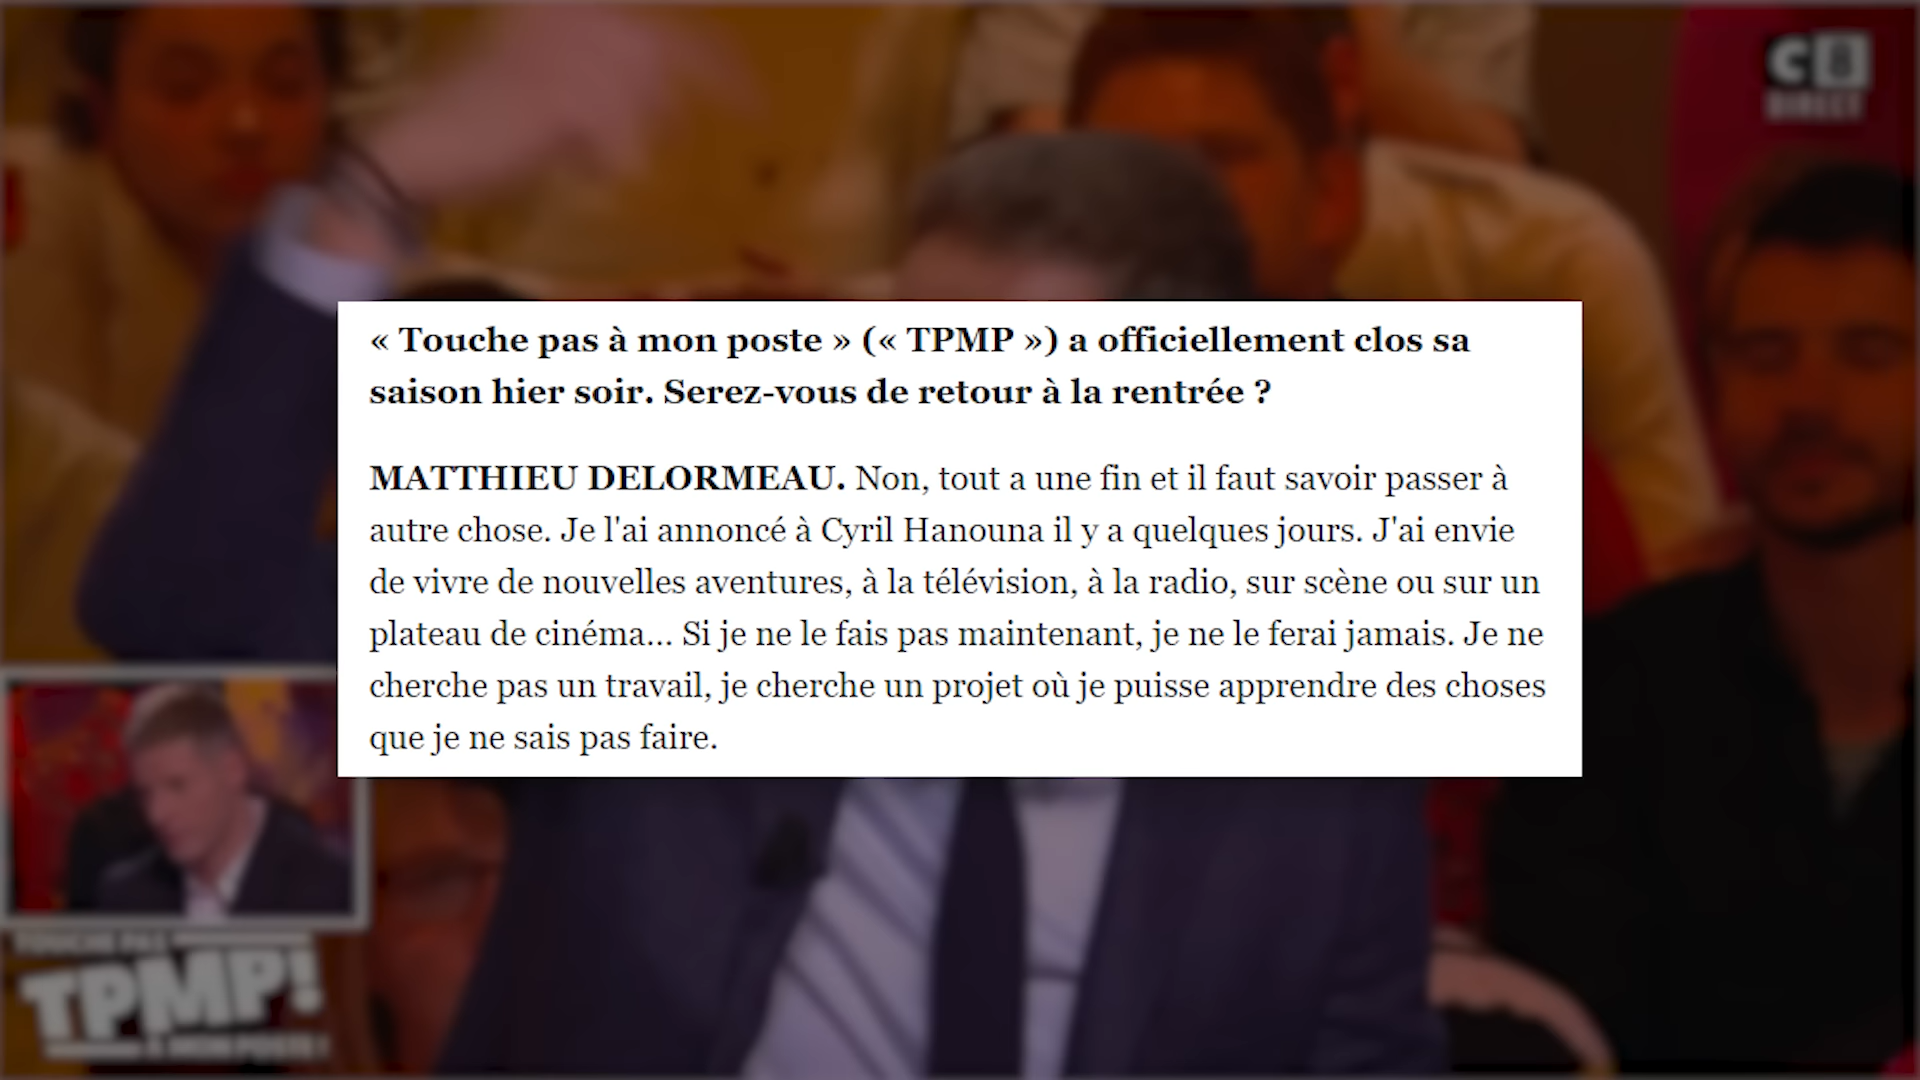 C8
DIRECT
« Touche pas à mon poste » (« TPMP ») a officiellement clos sa
saison hier soir. Serez-vous de retour à la rentrée ?
MATTHIEU DELORMEAU. Non, tout a une fin et il faut savoir passer à
autre chose. Je l'ai annoncé à Cyril Hanouna il y a quelques jours. J'ai envie
de vivre de nouvelles aventures, à la télévision, à la radio, sur scène ou sur un
plateau de cinéma... Si je ne le fais pas maintenant, je ne le ferai jamais. Je ne
cherche pas un travail, je cherche un projet où je puisse apprendre des choses
que je ne sais pas faire.
TOUCHE PAS
TPMP!
À MON POSTE!